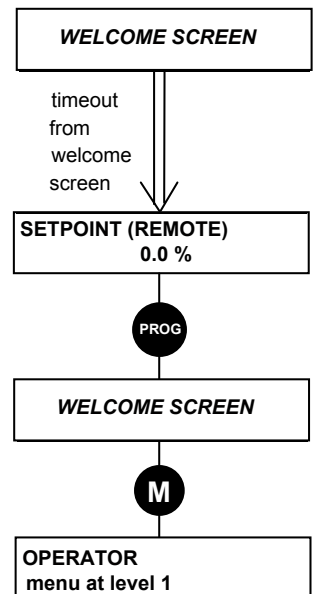 WELCOME SCREEN
timeout
from
welcome
screen
SETPOINT (REMOTE)
0.0 %
PROG
WELCOME SCREEN
M
OPERATOR
menu at level 1